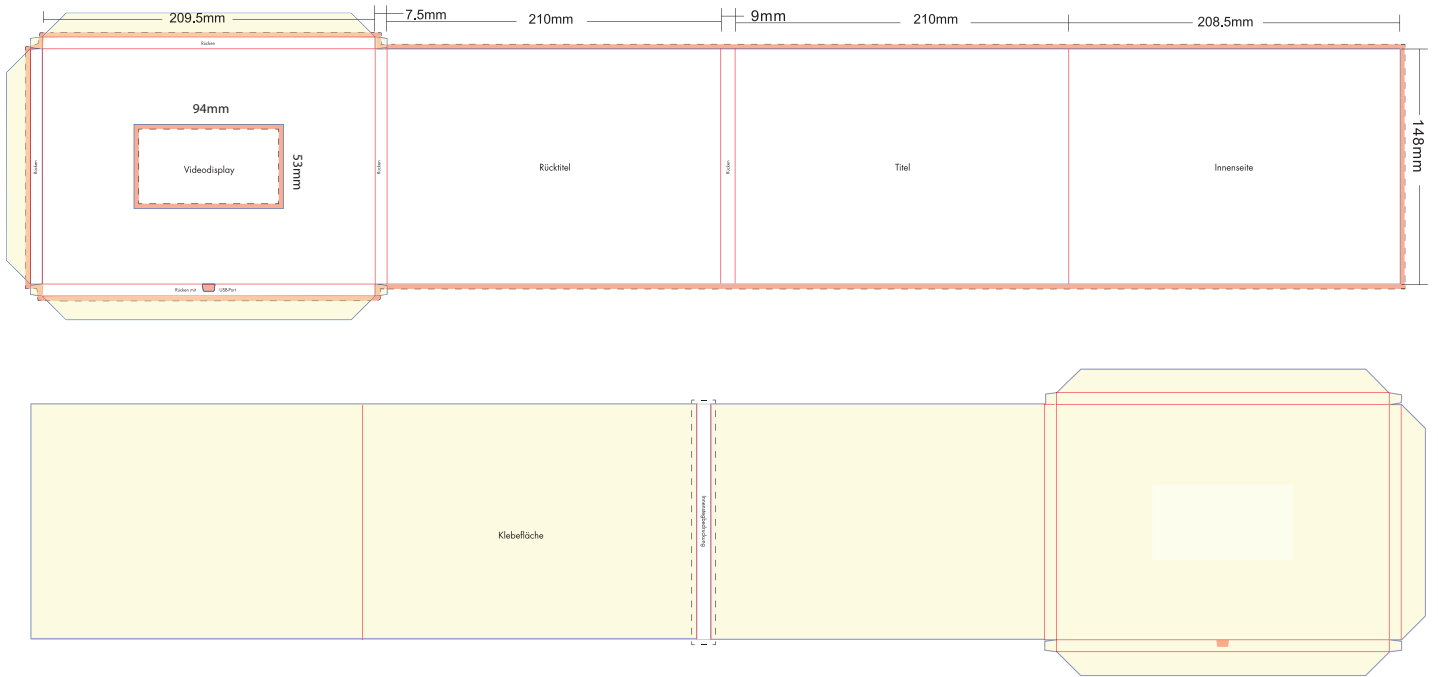 209.5mm
7.5mm
210mm
9mm
210mm
208.5mm
Rücken
94mm
53mm
148mm
Rücken
Videodisplay
Rücken
Rücktitel
Rücken
Titel
Innenseite
Rücken mit
USB-Port
Klebefläche
Innenstegbedruckung